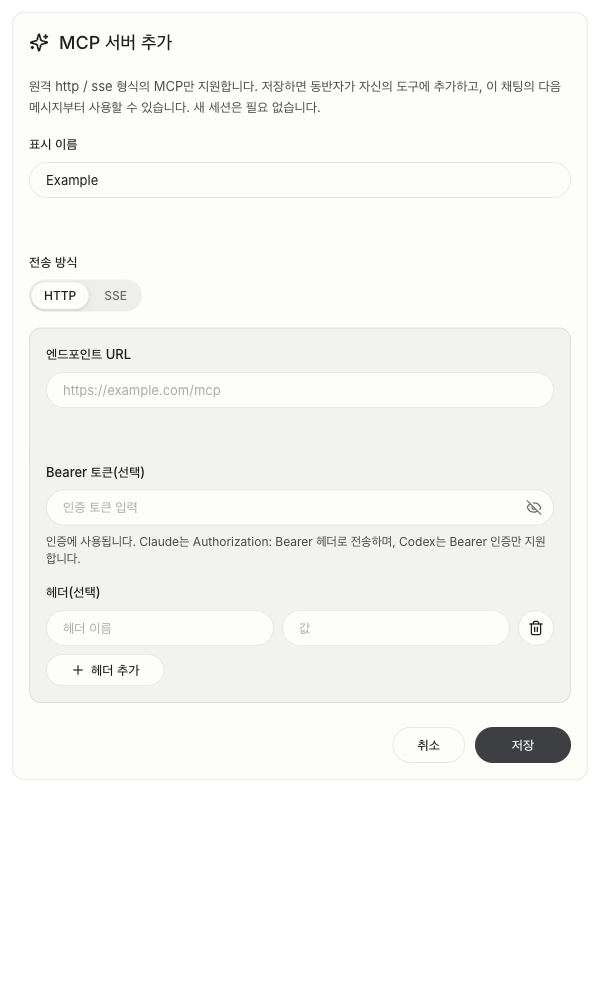 MCP 서버 추가
원격 http / sse 형식의 MCP만 지원합니다. 저장하면 동반자가 자신의 도구에 추가하고, 이 채팅의 다음
메시지부터 사용할 수 있습니다. 새 세션은 필요 없습니다.
표시 이름
Example
전송 방식
HTTP SSE
엔드포인트 URL
https://example.com/mcp
Bearer 토큰(선택)
인증 토큰 입력
인증에 사용됩니다. Claude는 Authorization: Bearer 헤더로 전송하며, Codex는 Bearer 인증만 지원
합니다.
헤더(선택)
헤더 이름 값
헤더 추가
취소 저장